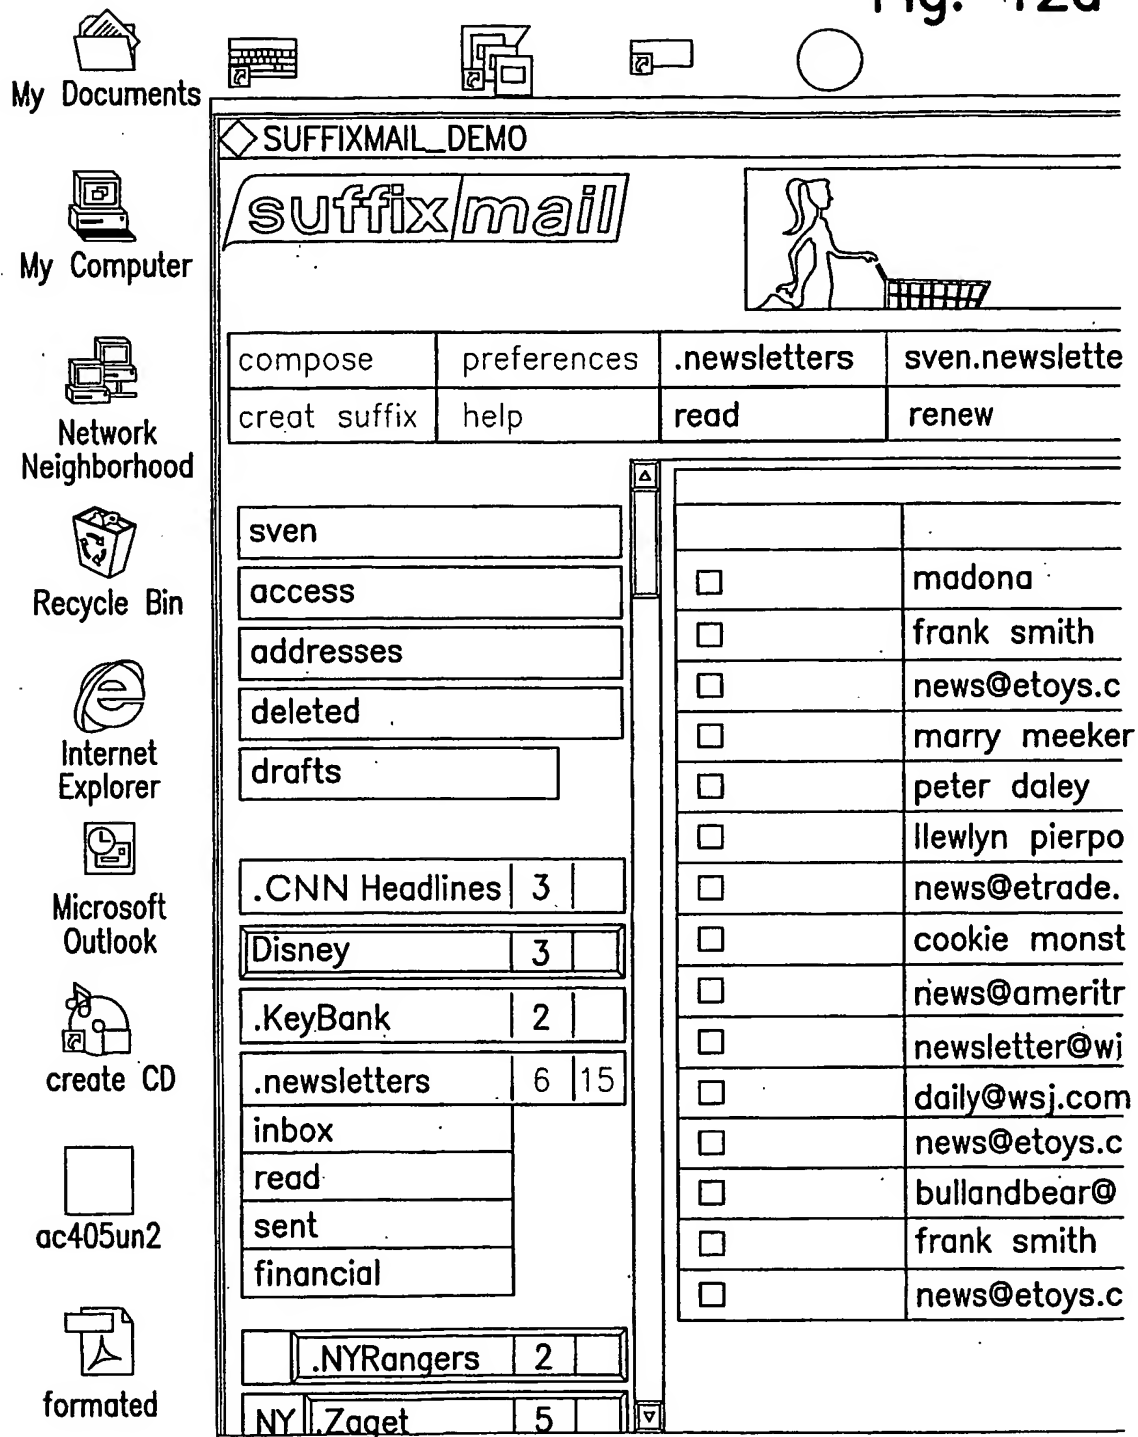 My Documents
My Computer
Network
Neighborhood
Recycle Bin
Internet
Explorer
Microsoft
Outlook
create CD
ac405un2
formated
SUFFIXMAIL_DEMO
suffix mail
compose preferences .newsletters sven.newslette
creat suffix help read renew
sven
access
addresses
deleted
drafts
.CNN Headlines 3
Disney 3
.KeyBank 2
.newsletters 6 15
inbox
read
sent
financial
.NYRangers 2
NY .Zaget 5
madona
frank smith
news@etoys.c
marry meeker
peter daley
llewlyn pierpo
news@etrade.
cookie monst
news@ameritr
newsletter@wi
daily@wsj.com
news@etoys.c
bullandbear@
frank smith
news@etoys.c